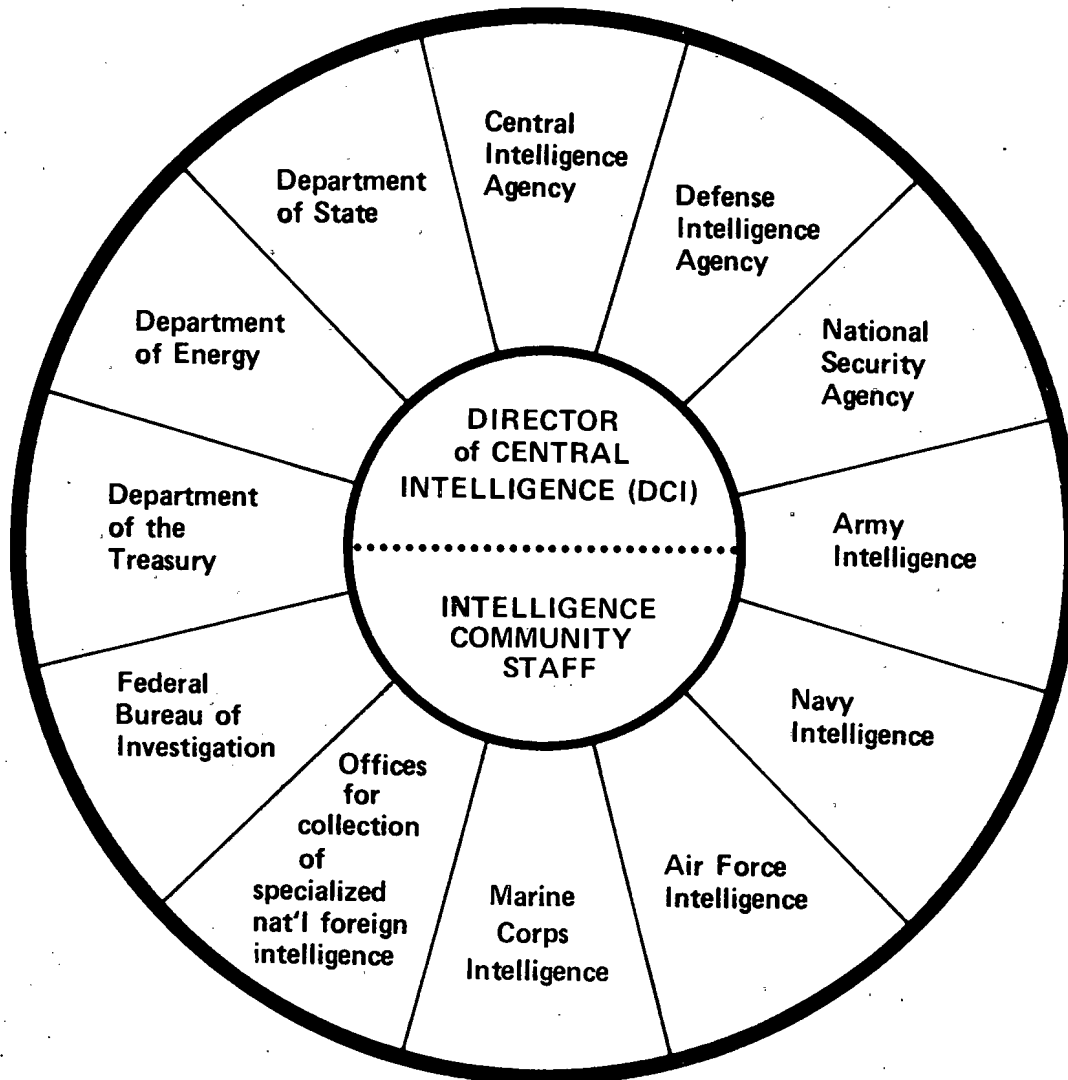 Central
Intelligence
Agency
Defense
Intelligence
Agency
National
Security
Agency
Army
Intelligence
Navy
Intelligence
Air Force
Intelligence
Marine
Corps
Intelligence
Offices
for
collection
of
specialized
nat'l foreign
intelligence
Federal
Bureau of
Investigation
Department
of the
Treasury
Department
of Energy
Department
of State
DIRECTOR
of CENTRAL
INTELLIGENCE (DCI)
INTELLIGENCE
COMMUNITY
STAFF